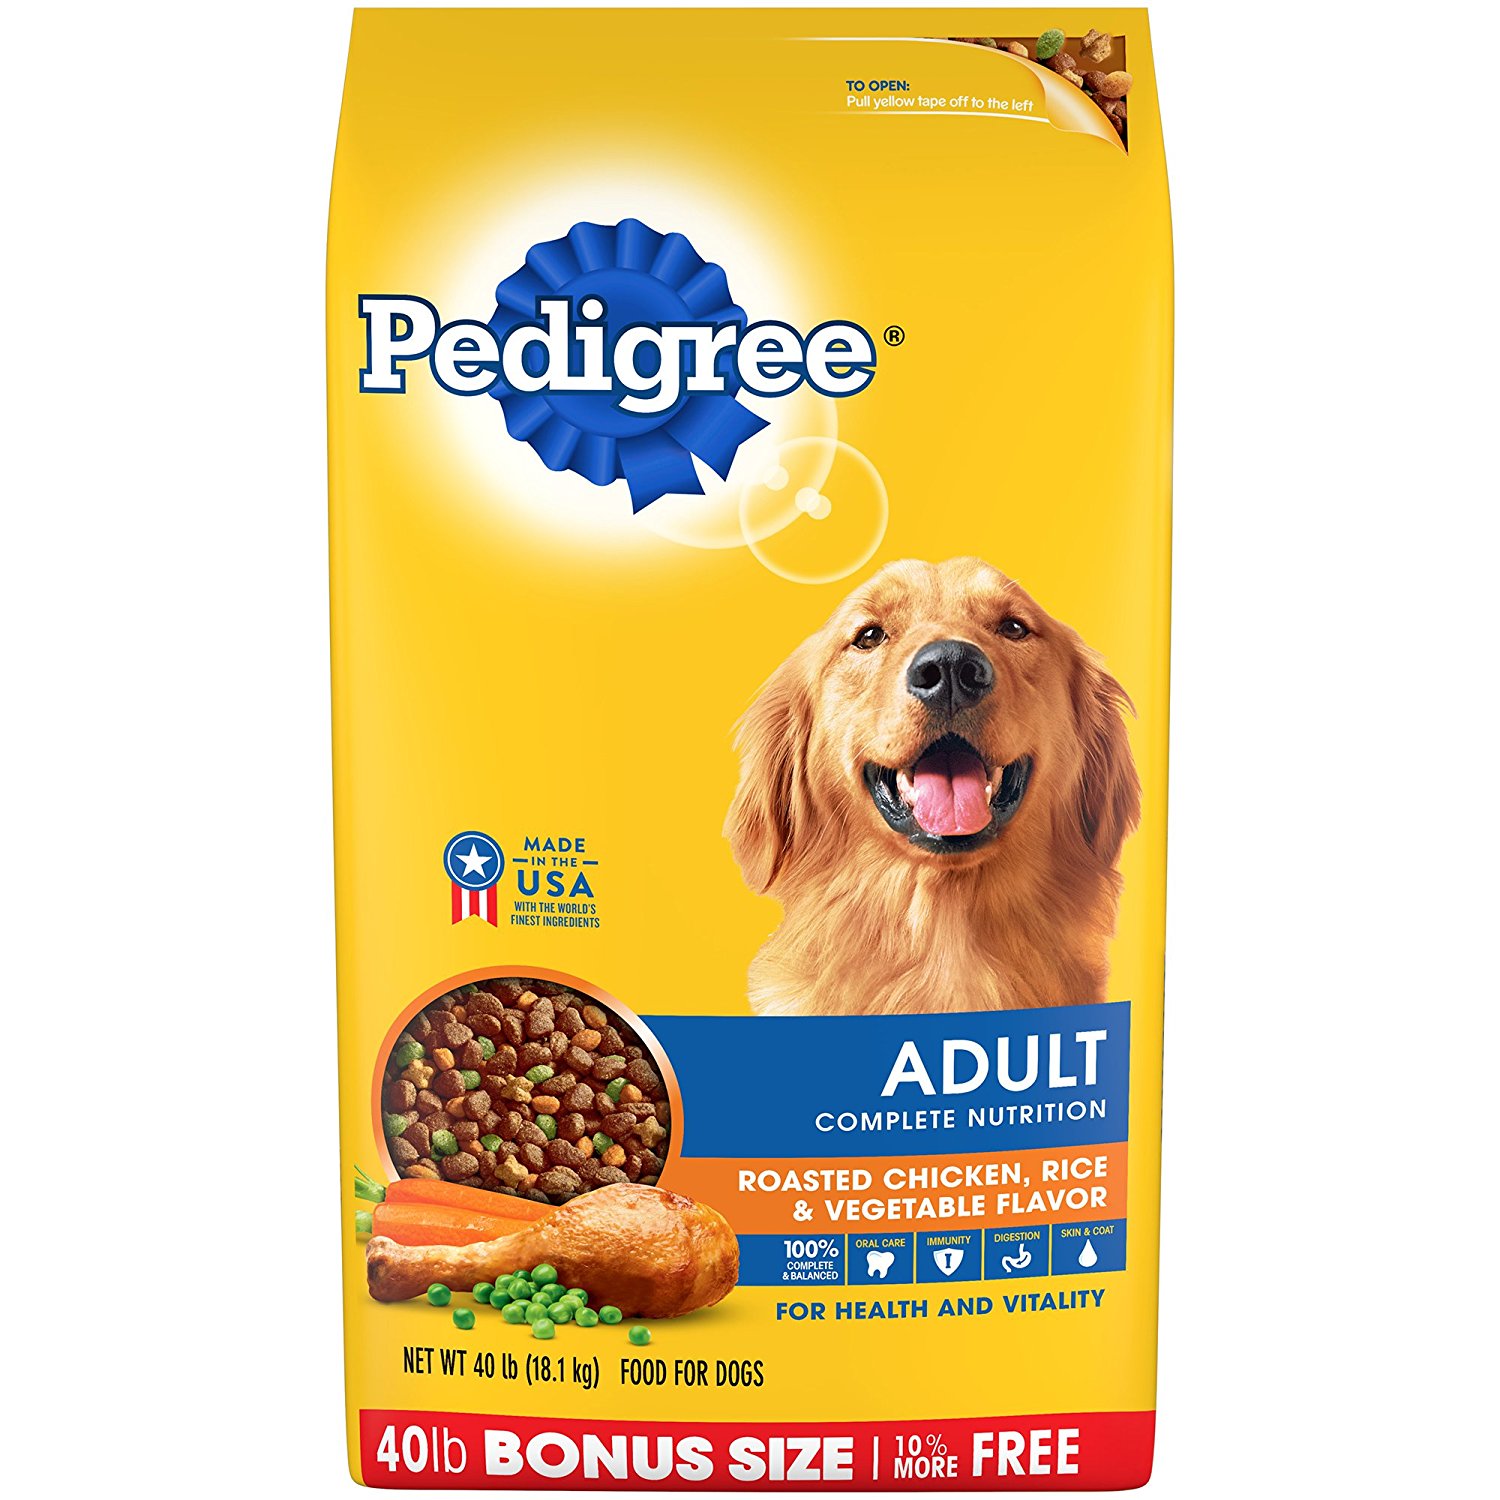 TO OPEN:
Pull yellow tape off to the left
Pedigree®
MADE
IN THE
USA
WITH THE WORLD'S
FINEST INGREDIENTS
ADULT
COMPLETE NUTRITION
ROASTED CHICKEN, RICE
& VEGETABLE FLAVOR
100%
COMPLETE
& BALANCED
ORAL CARE
IMMUNITY
I
DIGESTION
SKIN & COAT
FOR HEALTH AND VITALITY
NET WT 40 lb (18.1 kg) FOOD FOR DOGS
40lb BONUS SIZE | 10% MORE FREE